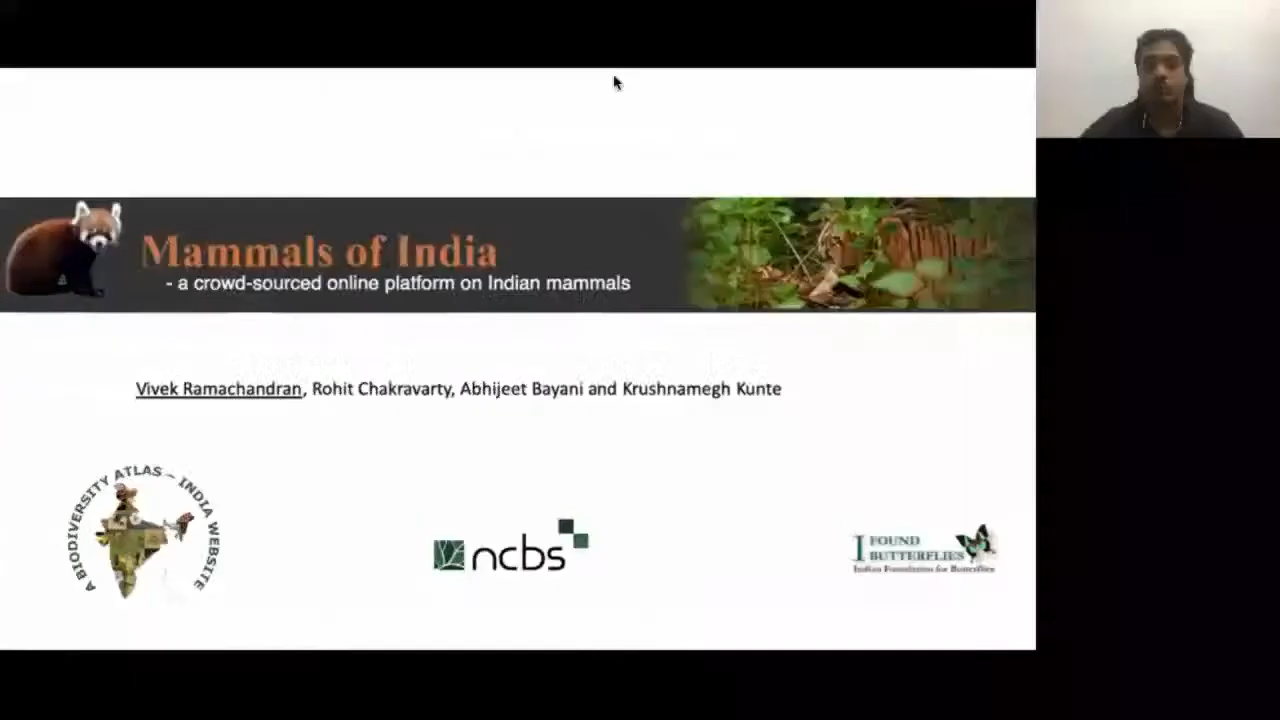 Mammals of India
- a crowd-sourced online platform on Indian mammals
Vivek Ramachandran, Rohit Chakravarty, Abhijeet Bayani and Krushnamegh Kunte
A BIODIVERSITY ATLAS – INDIA WEBSITE
ncbs
I FOUND
BUTTERFLIES
Indian Foundation for Butterflies